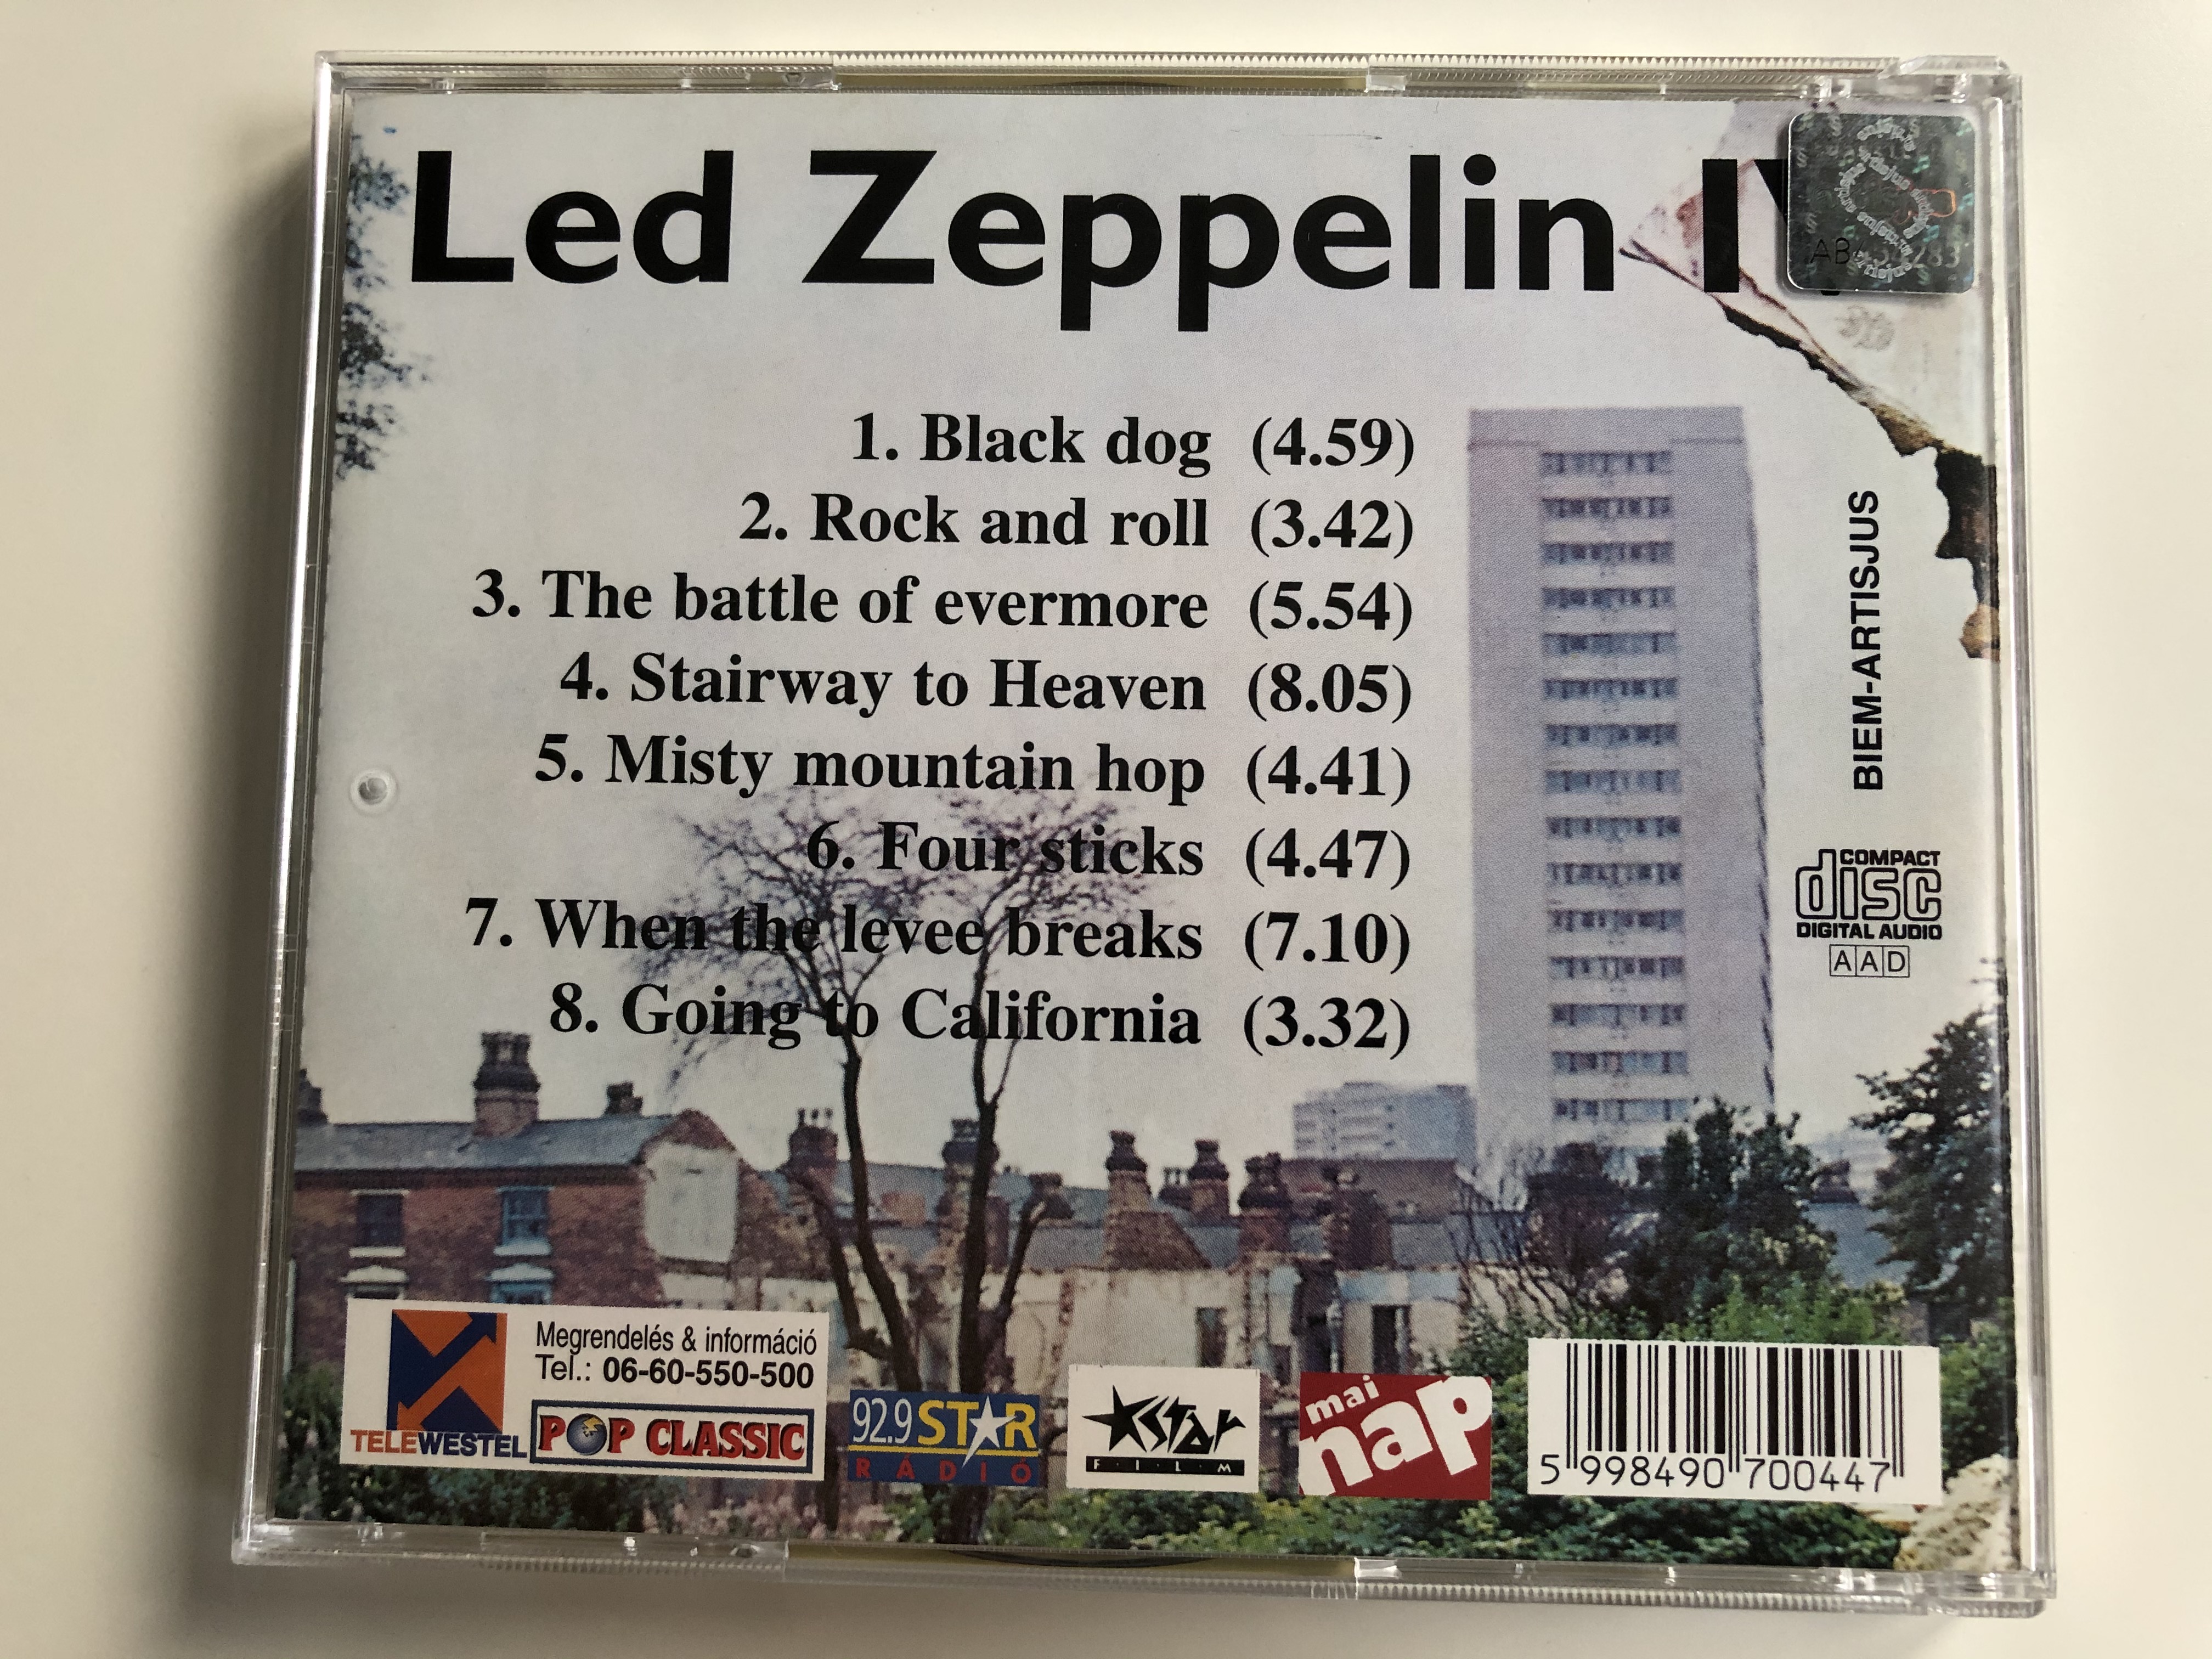 Led Zeppelin IV
1. Black dog (4.59)
2. Rock and roll (3.42)
3. The battle of evermore (5.54)
4. Stairway to Heaven (8.05)
5. Misty mountain hop (4.41)
6. Four sticks (4.47)
7. When the levee breaks (7.10)
8. Going to California (3.32)
BIEM-ARTISJUS
COMPACT
disc
DIGITAL AUDIO
AAD
Megrendelés & információ
Tel.: 06-60-550-500
TELEWESTEL
POP CLASSIC
92.9 STAR
RÁDIÓ
STAR
FILM
mai
nap
5 998490 700447